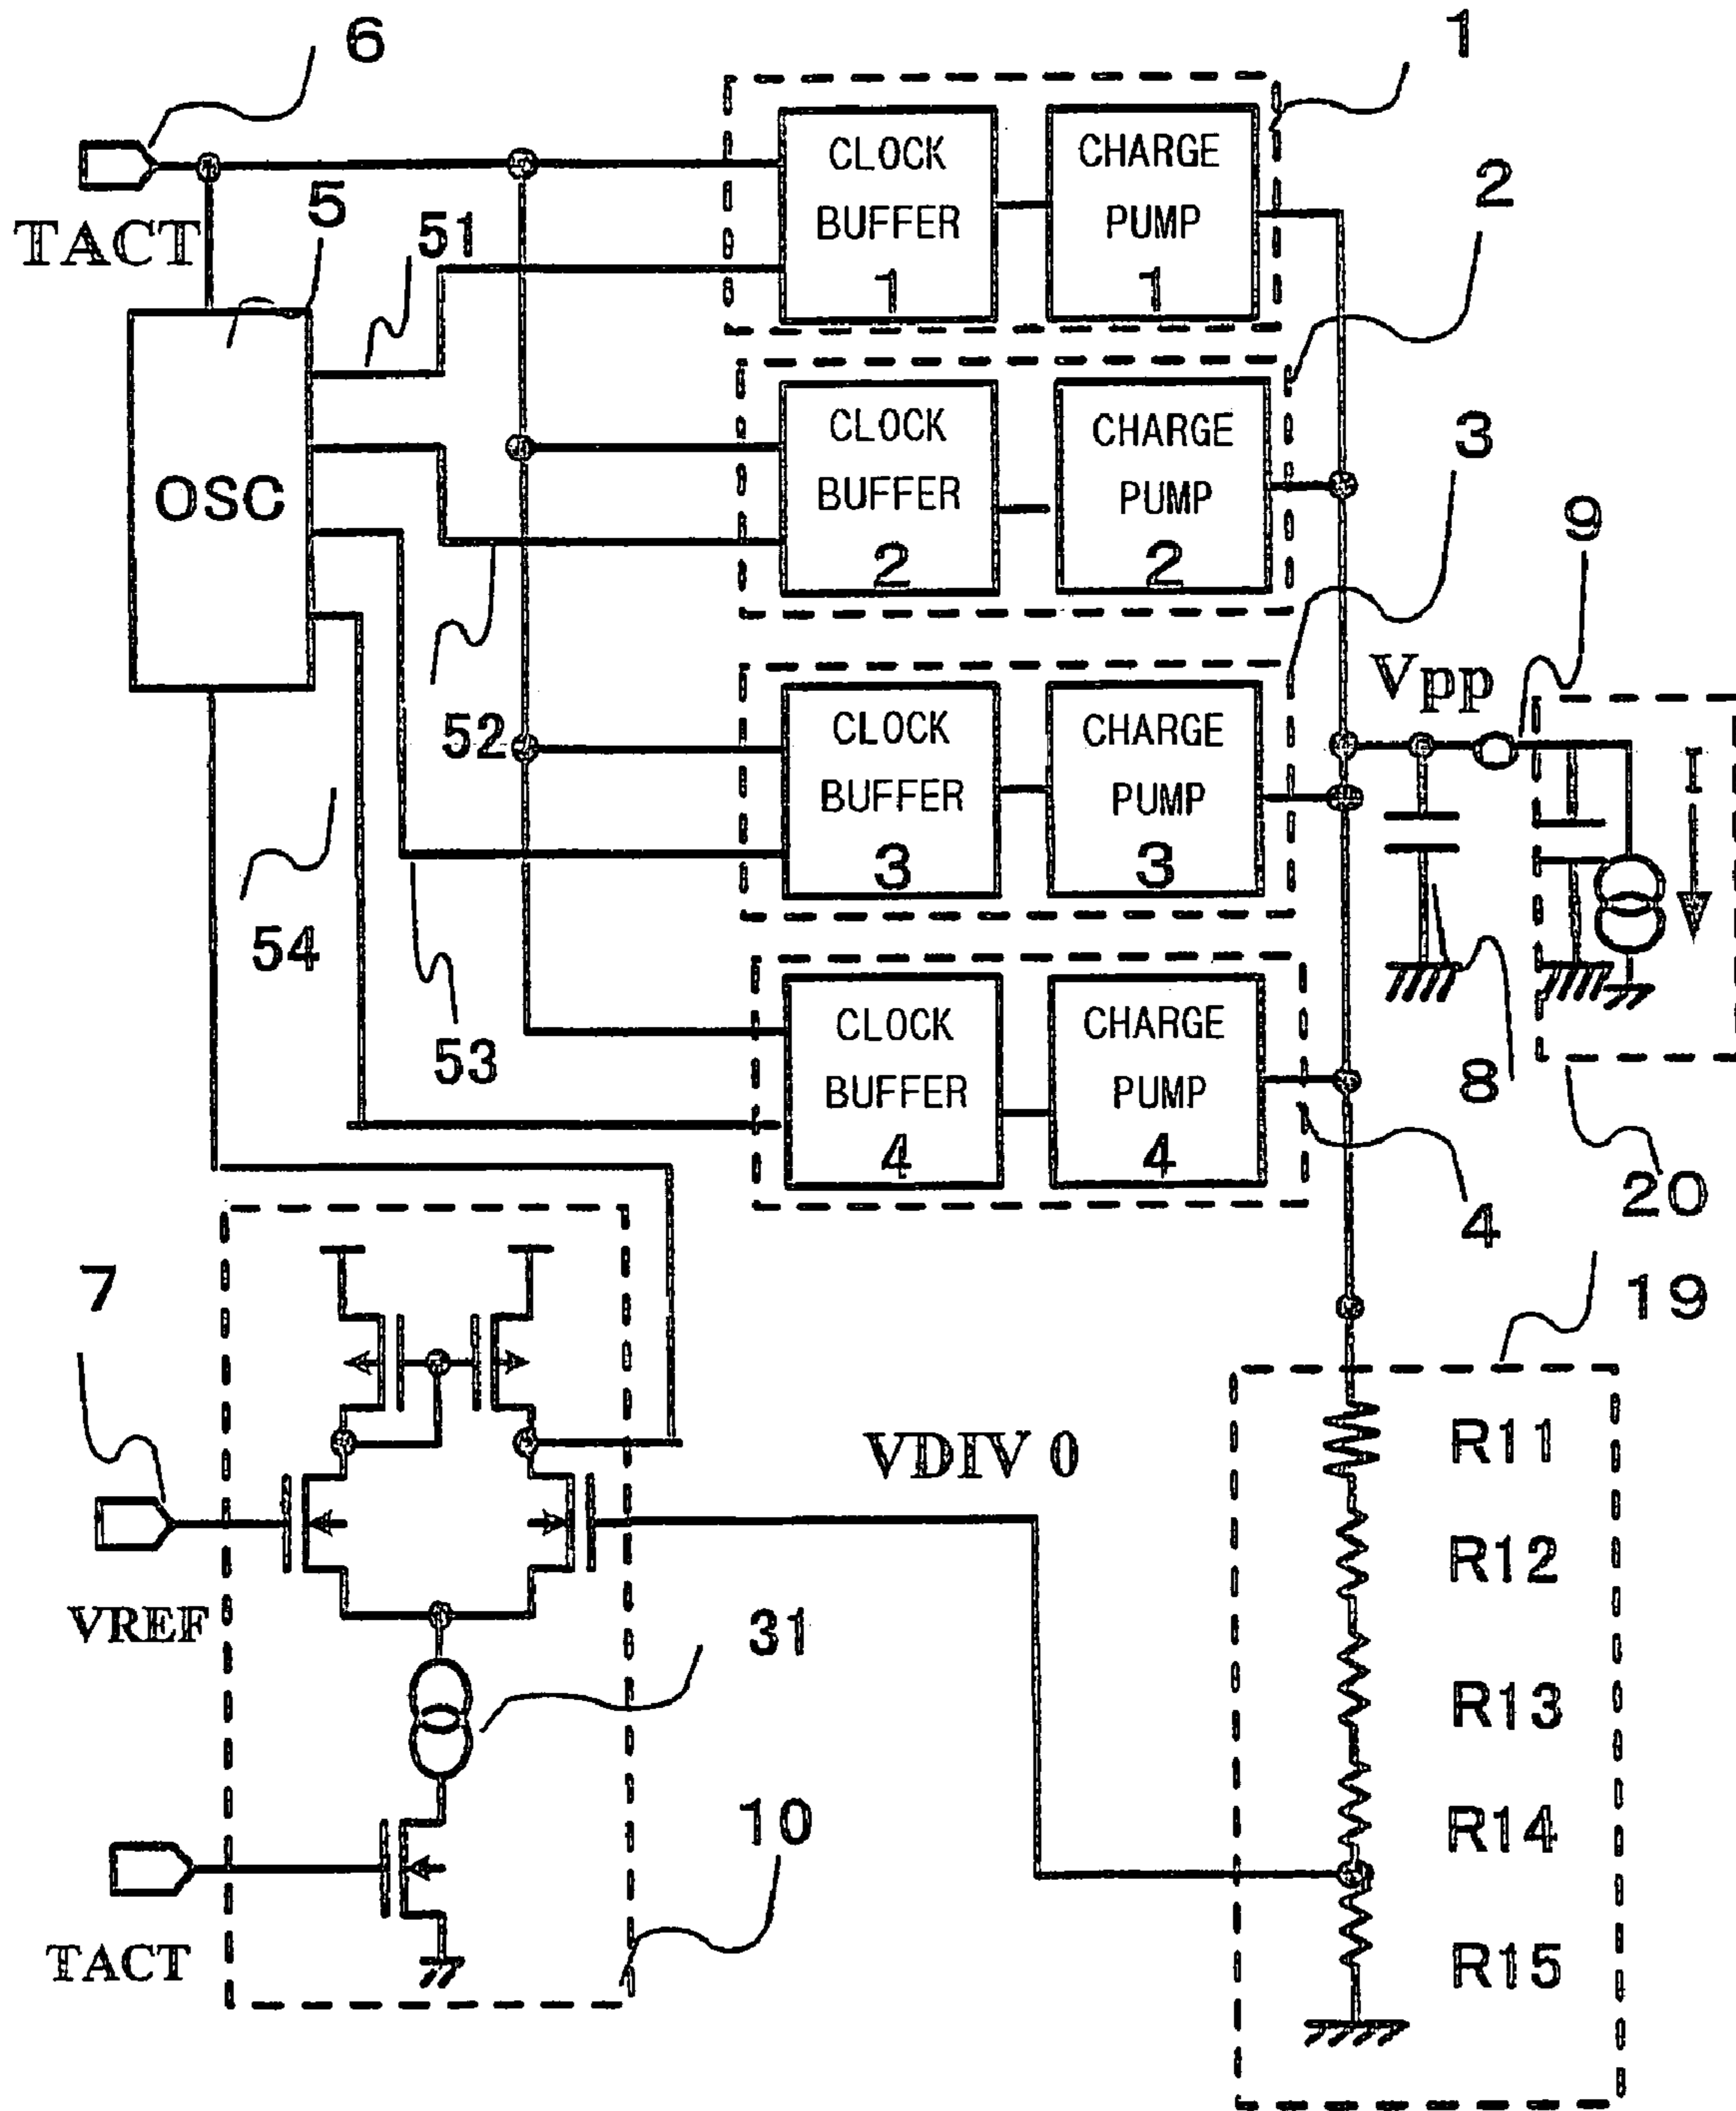 6
1
CLOCK
BUFFER
1
CHARGE
PUMP
1
2
TACT
5
51
CLOCK
BUFFER
2
CHARGE
PUMP
2
3
OSC
9
Vpp
52
CLOCK
BUFFER
3
CHARGE
PUMP
3
I
54
53
CLOCK
BUFFER
4
CHARGE
PUMP
4
8
20
4
7
19
VDIV 0
R11
R12
VREF
31
R13
10
R14
TACT
R15